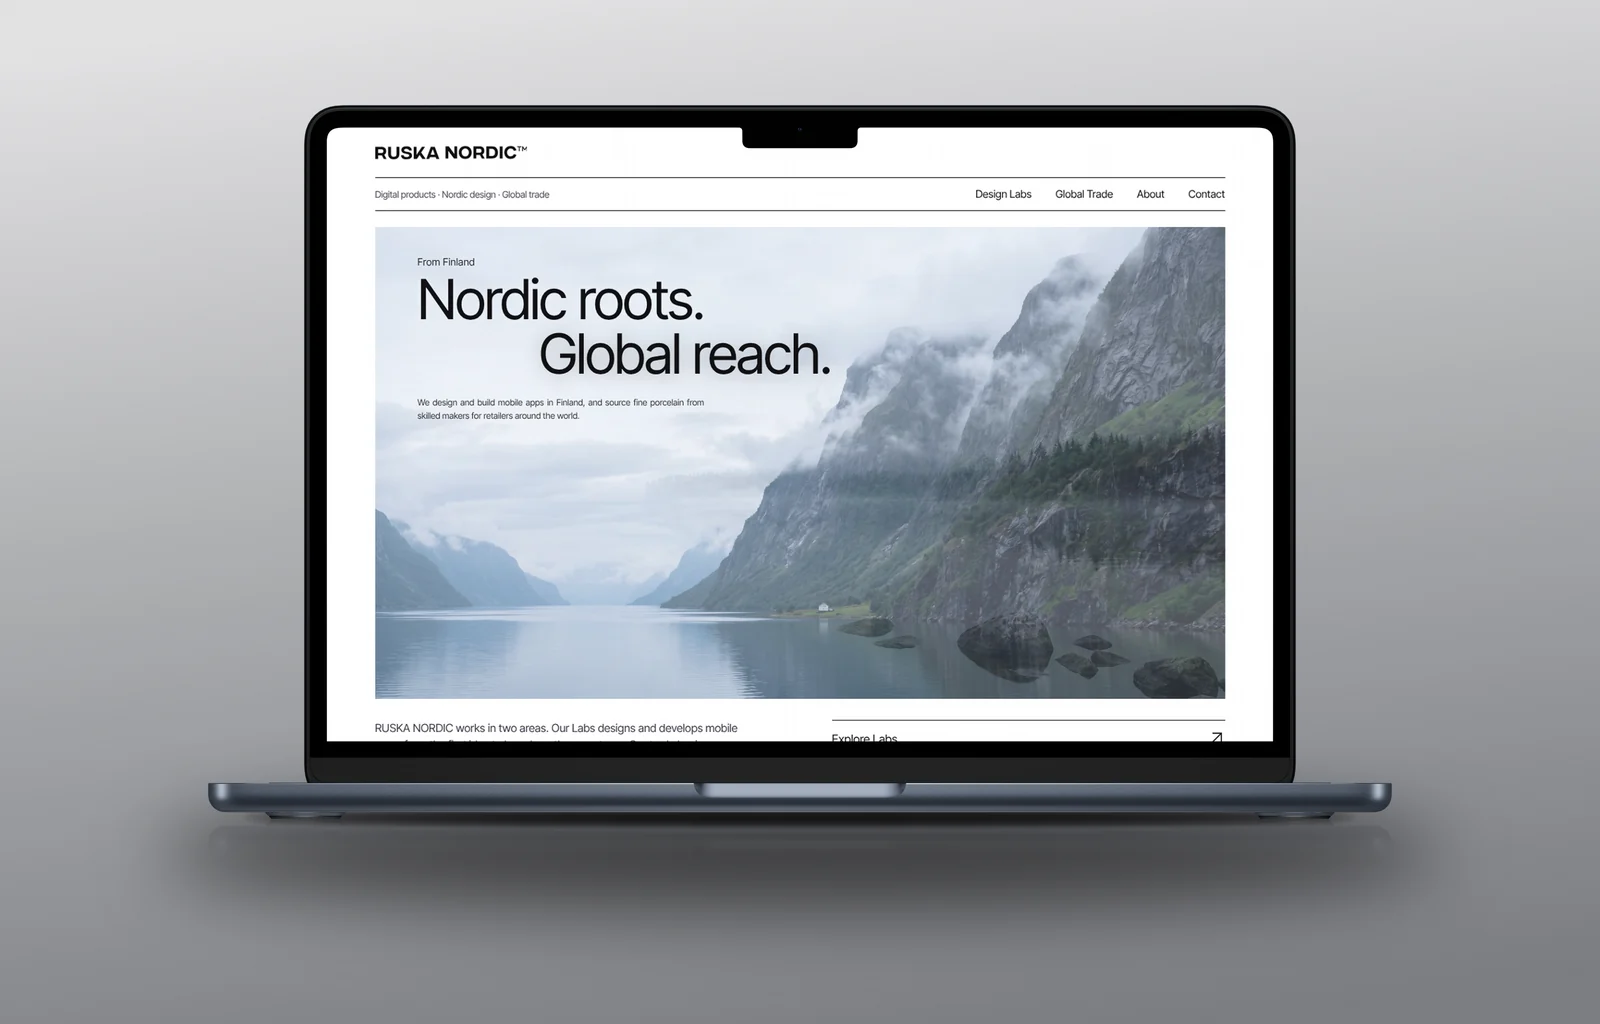 RUSKA NORDIC™
Digital products · Nordic design · Global trade
Design Labs Global Trade About Contact
From Finland
Nordic roots.
Global reach.
We design and build mobile apps in Finland, and source fine porcelain from
skilled makers for retailers around the world.
RUSKA NORDIC works in two areas. Our Labs designs and develops mobile
Explore Labs